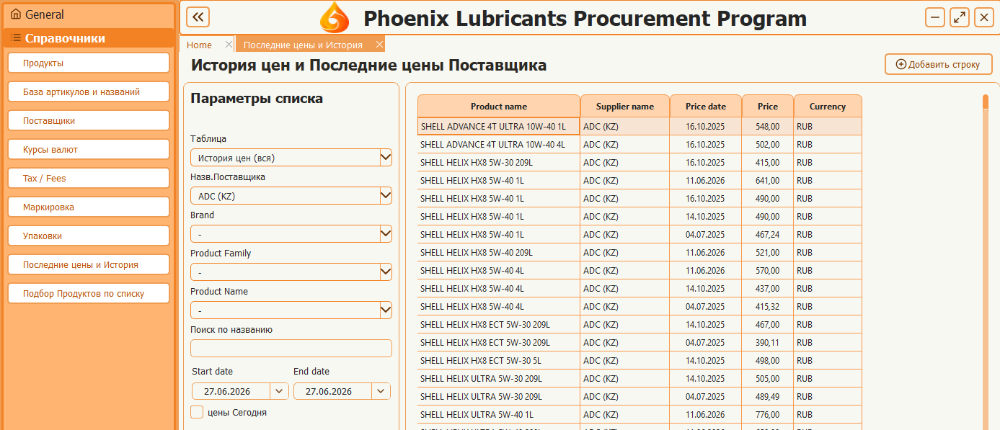 General
Справочники
Продукты
База артикулов и названий
Поставщики
Курсы валют
Tax / Fees
Маркировка
Упаковки
Последние цены и История
Подбор Продуктов по списку
Phoenix Lubricants Procurement Program
Home
Последние цены и История
История цен и Последние цены Поставщика
Добавить строку
Параметры списка
Таблица
История цен (вся)
Назв.Поставщика
ADC (KZ)
Brand
-
Product Family
-
Product Name
-
Поиск по названию
Start date End date
27.06.2026 27.06.2026
цены Сегодня
Product name Supplier name Price date Price Currency
SHELL ADVANCE 4T ULTRA 10W-40 1L ADC (KZ) 16.10.2025 548,00 RUB
SHELL ADVANCE 4T ULTRA 10W-40 4L ADC (KZ) 16.10.2025 502,00 RUB
SHELL HELIX HX8 5W-30 209L ADC (KZ) 16.10.2025 415,00 RUB
SHELL HELIX HX8 5W-40 1L ADC (KZ) 11.06.2026 641,00 RUB
SHELL HELIX HX8 5W-40 1L ADC (KZ) 16.10.2025 490,00 RUB
SHELL HELIX HX8 5W-40 1L ADC (KZ) 14.10.2025 490,00 RUB
SHELL HELIX HX8 5W-40 1L ADC (KZ) 04.07.2025 467,24 RUB
SHELL HELIX HX8 5W-40 209L ADC (KZ) 11.06.2026 521,00 RUB
SHELL HELIX HX8 5W-40 4L ADC (KZ) 11.06.2026 570,00 RUB
SHELL HELIX HX8 5W-40 4L ADC (KZ) 14.10.2025 437,00 RUB
SHELL HELIX HX8 5W-40 4L ADC (KZ) 04.07.2025 415,32 RUB
SHELL HELIX HX8 ECT 5W-30 209L ADC (KZ) 14.10.2025 467,00 RUB
SHELL HELIX HX8 ECT 5W-30 209L ADC (KZ) 04.07.2025 390,11 RUB
SHELL HELIX HX8 ECT 5W-30 5L ADC (KZ) 14.10.2025 498,00 RUB
SHELL HELIX ULTRA 5W-30 209L ADC (KZ) 14.10.2025 505,00 RUB
SHELL HELIX ULTRA 5W-30 209L ADC (KZ) 04.07.2025 489,49 RUB
SHELL HELIX ULTRA 5W-40 1L ADC (KZ) 11.06.2026 776,00 RUB